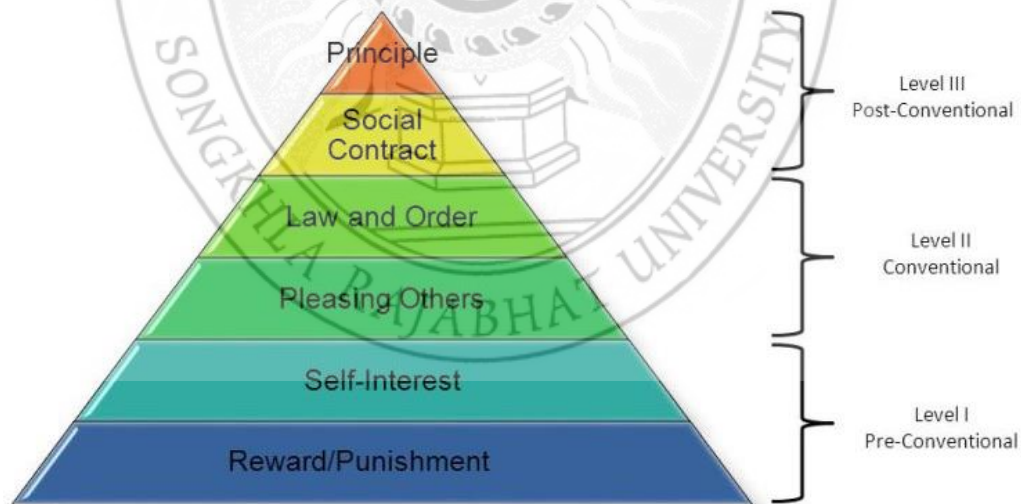 Principle
Social
Contract
Law and Order
Pleasing Others
Self-Interest
Reward/Punishment
Level III
Post-Conventional
Level II
Conventional
Level I
Pre-Conventional
SONGKHLA RAJABHAT UNIVERSITY